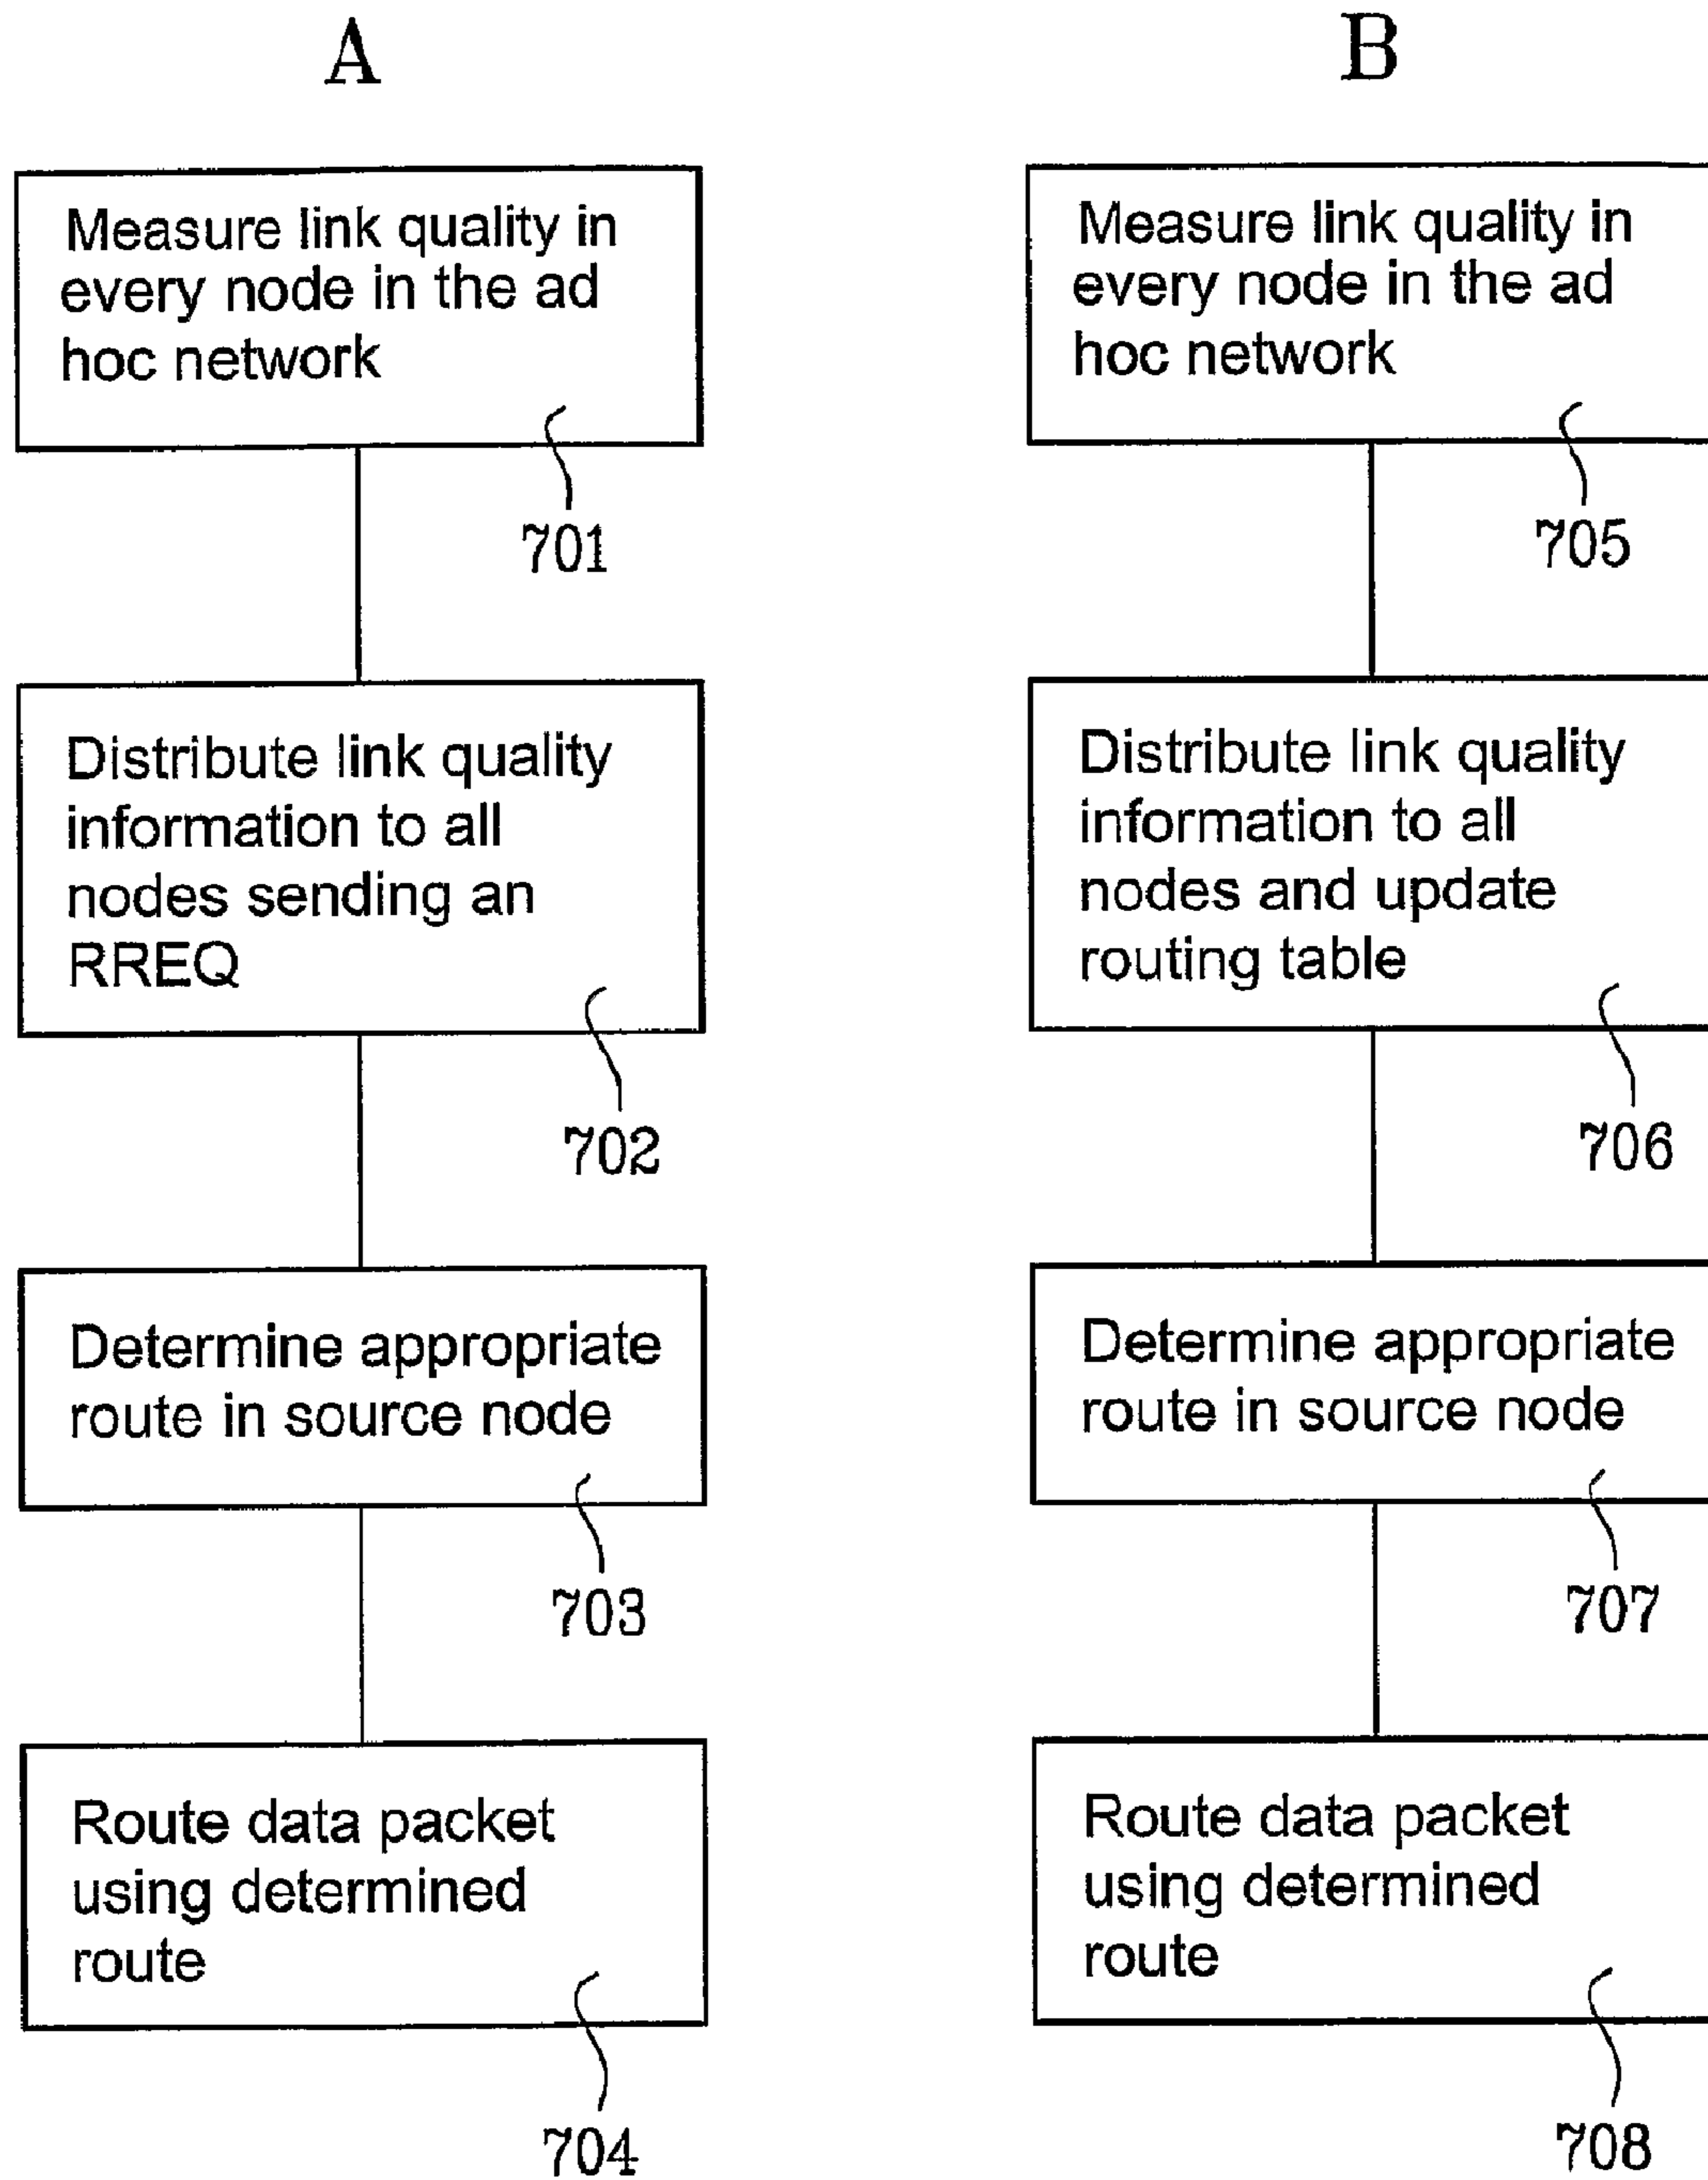 A
Measure link quality in
every node in the ad
hoc network
701
Distribute link quality
information to all
nodes sending an
RREQ
702
Determine appropriate
route in source node
703
Route data packet
using determined
route
704
B
Measure link quality in
every node in the ad
hoc network
705
Distribute link quality
information to all
nodes and update
routing table
706
Determine appropriate
route in source node
707
Route data packet
using determined
route
708